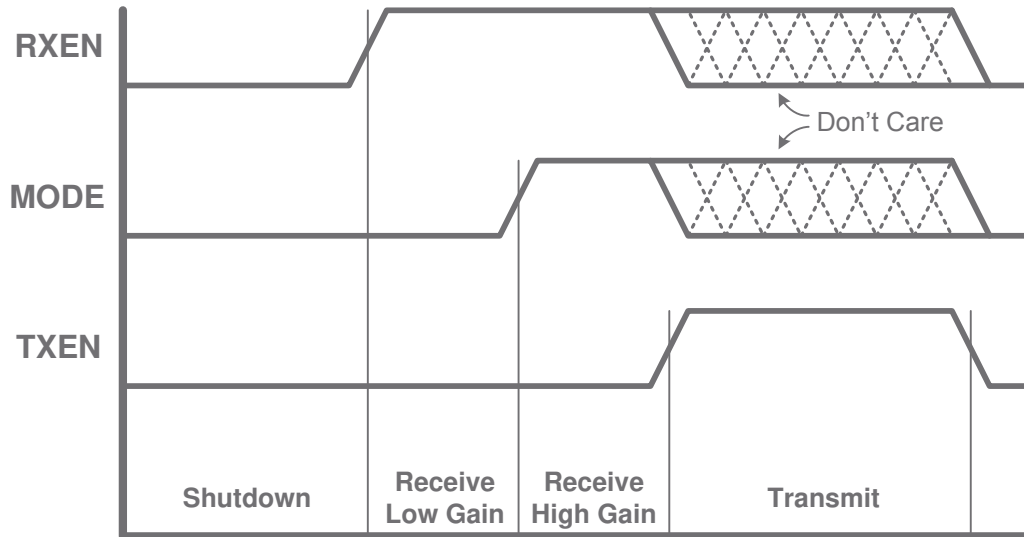 RXEN
Don't Care
MODE
TXEN
Shutdown
Receive
Low Gain
Receive
High Gain
Transmit